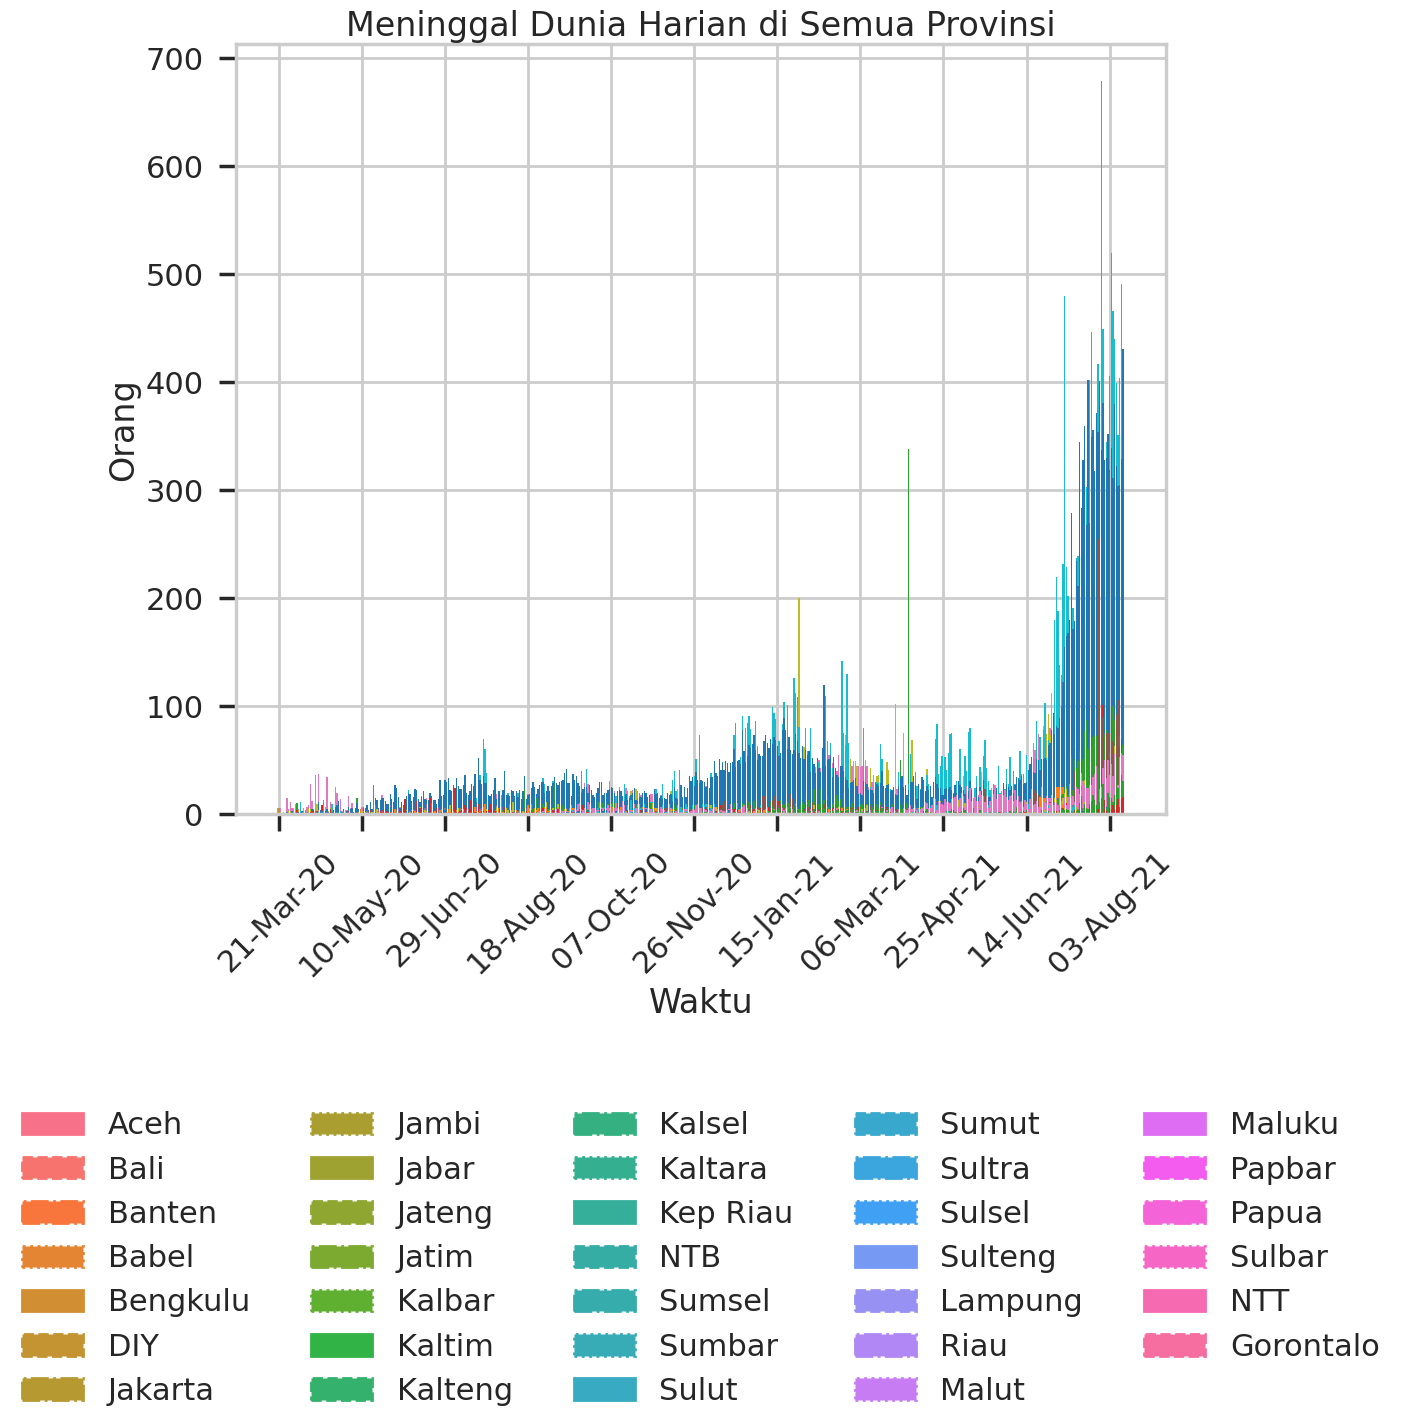 Meninggal Dunia Harian di Semua Provinsi
700
600
500
400
300
200
100
0
Orang
21-Mar-20
10-May-20
29-Jun-20
18-Aug-20
07-Oct-20
26-Nov-20
15-Jan-21
06-Mar-21
25-Apr-21
14-Jun-21
03-Aug-21
Waktu
Aceh
Bali
Banten
Babel
Bengkulu
DIY
Jakarta
Jambi
Jabar
Jateng
Jatim
Kalbar
Kaltim
Kalteng
Kalsel
Kaltara
Kep Riau
NTB
Sumsel
Sumbar
Sulut
Sumut
Sultra
Sulsel
Sulteng
Lampung
Riau
Malut
Maluku
Papbar
Papua
Sulbar
NTT
Gorontalo